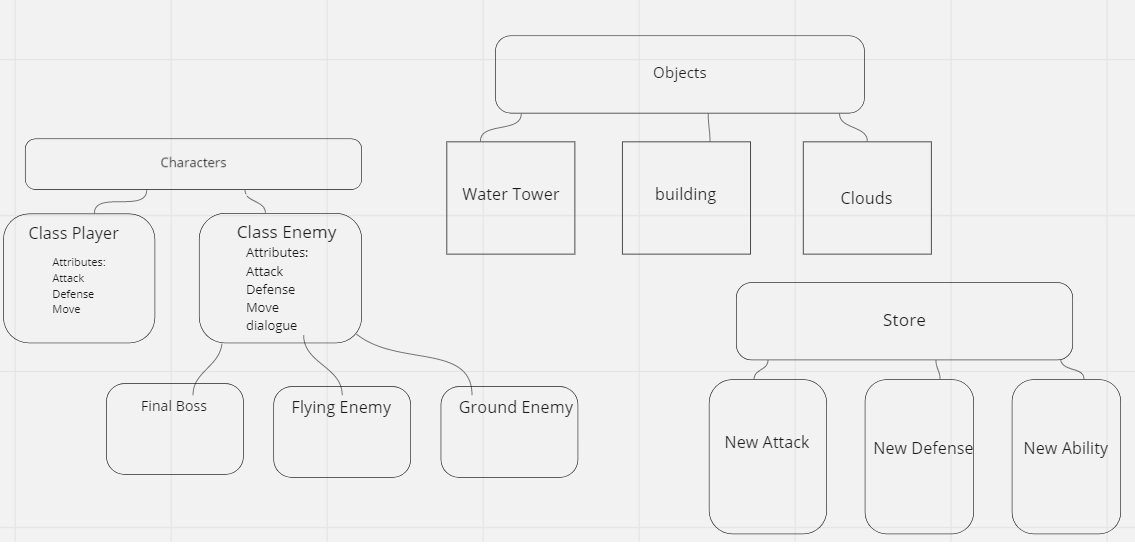 Objects
Water Tower
building
Clouds
Characters
Class Player
Attributes:
Attack
Defense
Move
Class Enemy
Attributes:
Attack
Defense
Move
dialogue
Final Boss
Flying Enemy
Ground Enemy
Store
New Attack
New Defense
New Ability